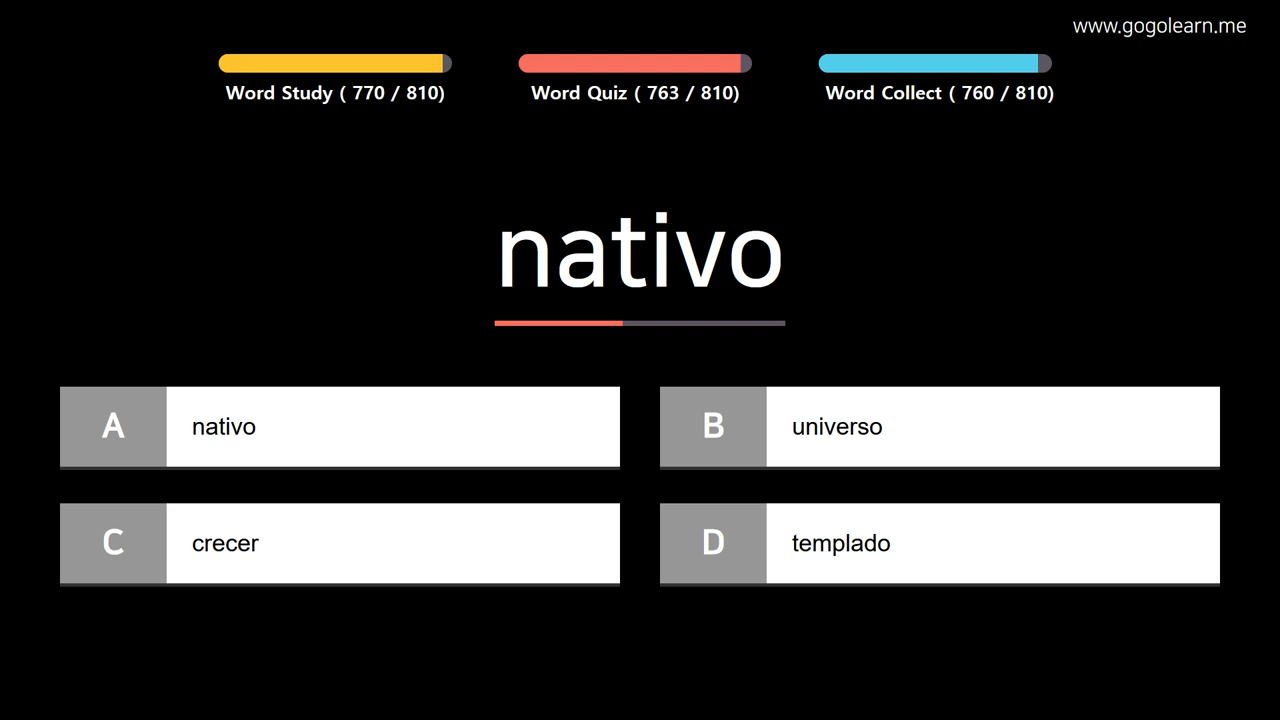 www.gogolearn.me
Word Study ( 770 / 810)
Word Quiz ( 763 / 810)
Word Collect ( 760 / 810)
nativo
A nativo
B universo
C crecer
D templado